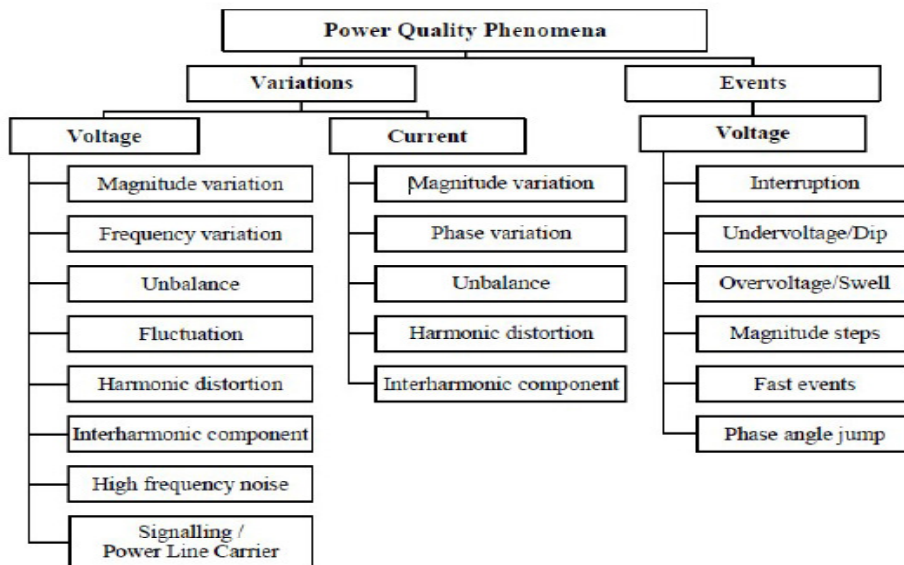 Power Quality Phenomena
Variations
Events
Voltage
Current
Voltage
Magnitude variation
Frequency variation
Unbalance
Fluctuation
Harmonic distortion
Interharmonic component
High frequency noise
Signalling /
Power Line Carrier
Magnitude variation
Phase variation
Unbalance
Harmonic distortion
Interharmonic component
Interruption
Undervoltage/Dip
Overvoltage/Swell
Magnitude steps
Fast events
Phase angle jump